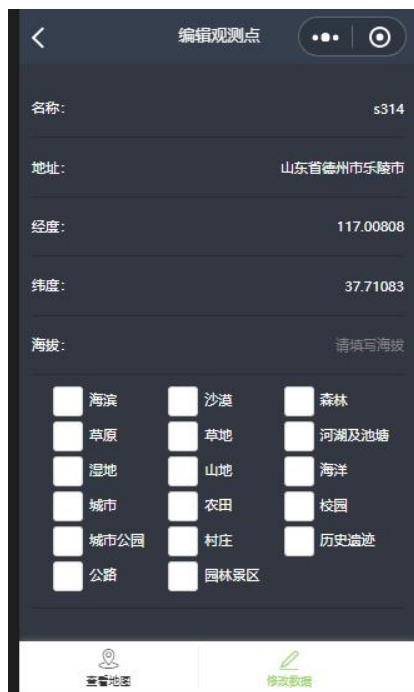 编辑观测点
名称: s314
地址: 山东省德州市乐陵市
经度: 117.00808
纬度: 37.71083
海拔: 请填写海拔
海滨 沙漠 森林
草原 草地 河湖及池塘
湿地 山地 海洋
城市 农田 校园
城市公园 村庄 历史遗迹
公路 园林景区
查看地图 修改数据